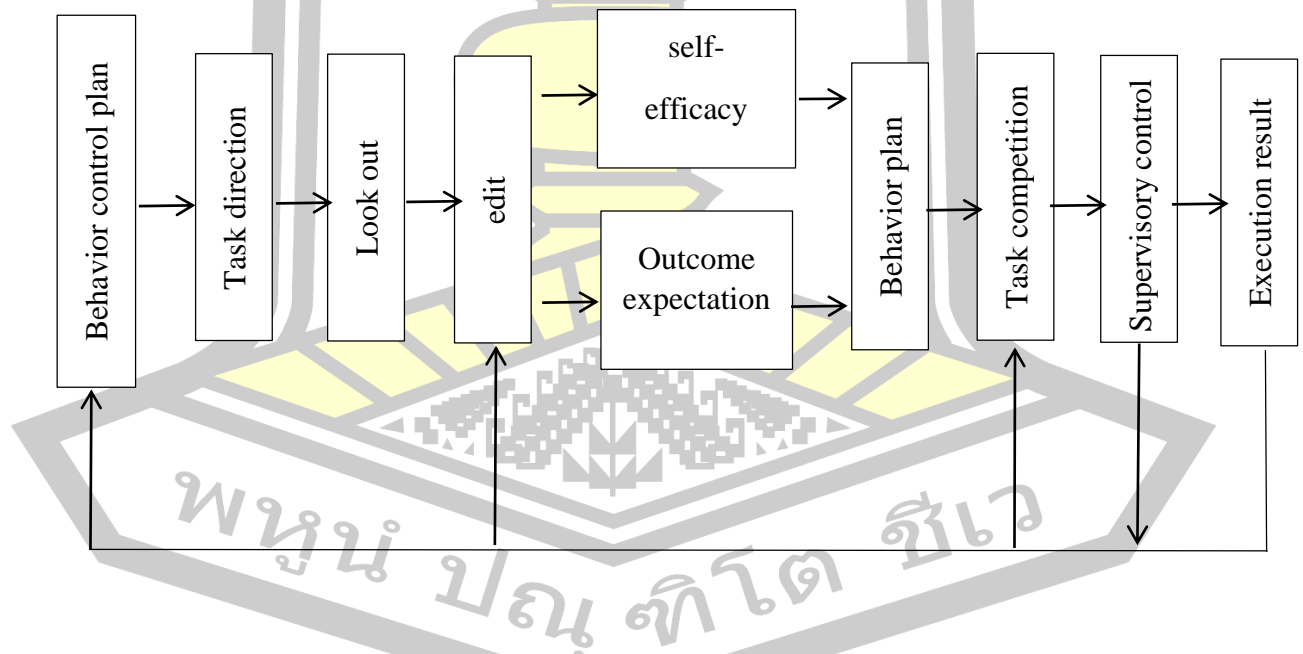 Behavior control plan
Task direction
Look out
edit
self-
efficacy
Outcome
expectation
Behavior plan
Task competition
Supervisory control
Execution result
พหูนํ ปณฺฑิโต ชีเว